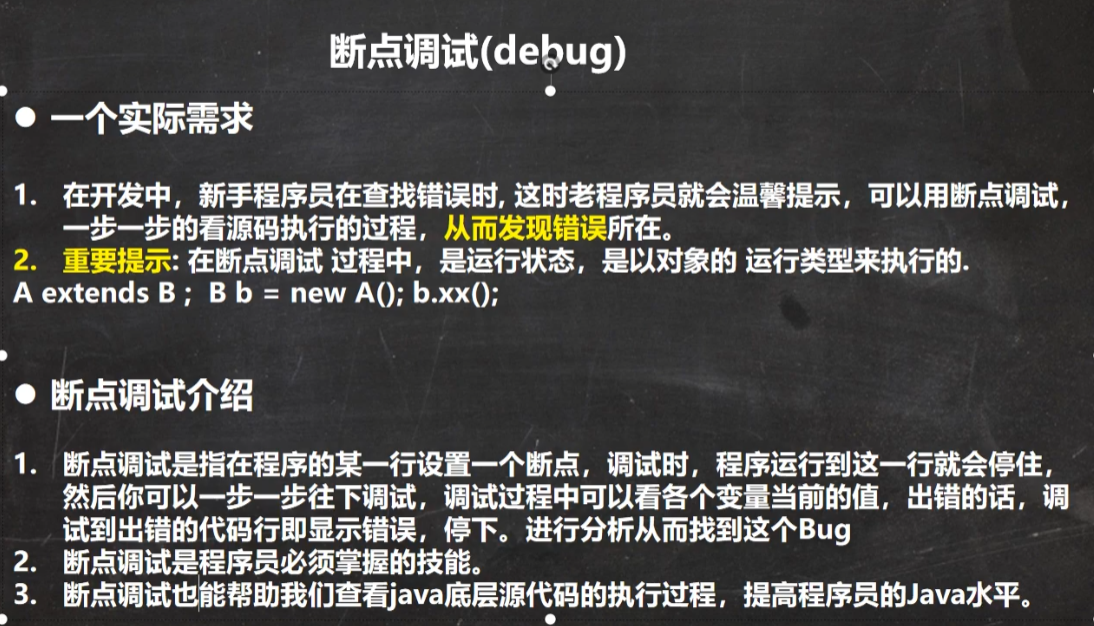 断点调试(debug)
● 一个实际需求
1. 在开发中，新手程序员在查找错误时, 这时老程序员就会温馨提示，可以用断点调试，
一步一步的看源码执行的过程，从而发现错误所在。
2. 重要提示: 在断点调试 过程中，是运行状态，是以对象的 运行类型来执行的.
A extends B ; B b = new A(); b.xx();
● 断点调试介绍
1. 断点调试是指在程序的某一行设置一个断点，调试时，程序运行到这一行就会停住，
然后你可以一步一步往下调试，调试过程中可以看各个变量当前的值，出错的话，调
试到出错的代码行即显示错误，停下。进行分析从而找到这个Bug
2. 断点调试是程序员必须掌握的技能。
3. 断点调试也能帮助我们查看java底层源代码的执行过程，提高程序员的Java水平。